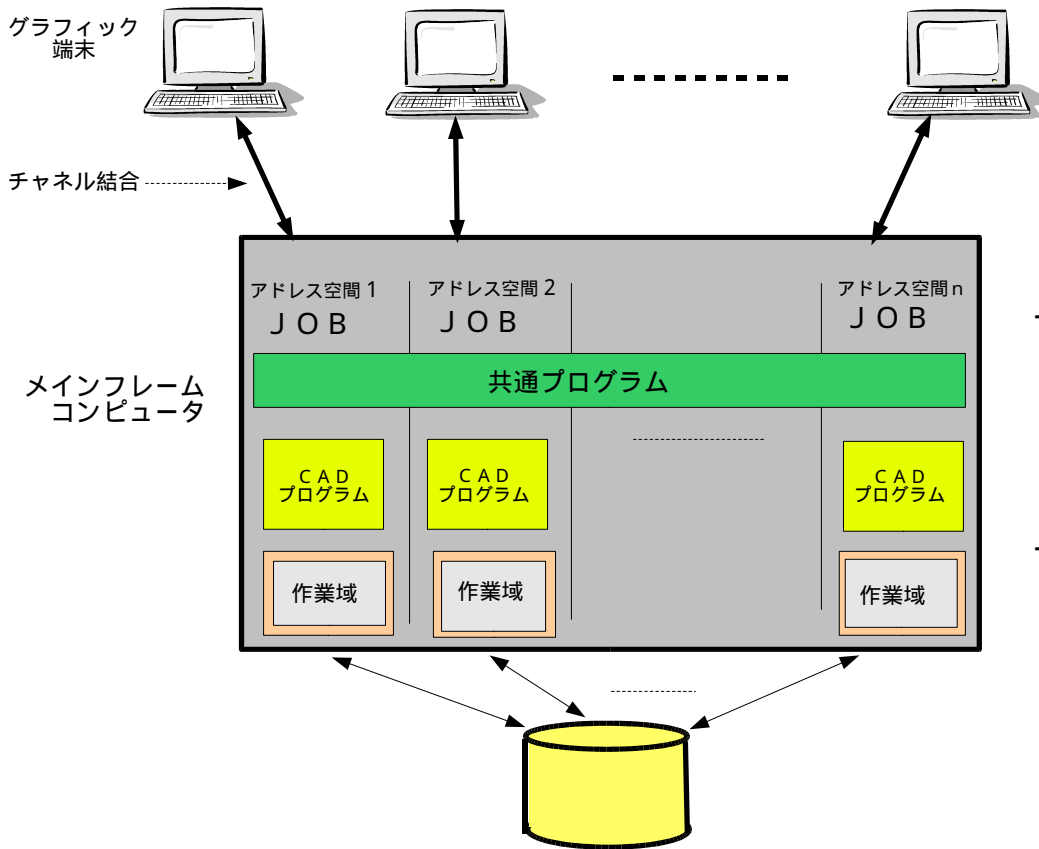 グラフィック
端末
チャネル結合
アドレス空間1
ＪＯＢ
アドレス空間2
ＪＯＢ
アドレス空間ｎ
ＪＯＢ
メインフレーム
コンピュータ
共通プログラム
ＣＡＤ
プログラム
ＣＡＤ
プログラム
ＣＡＤ
プログラム
作業域
作業域
作業域